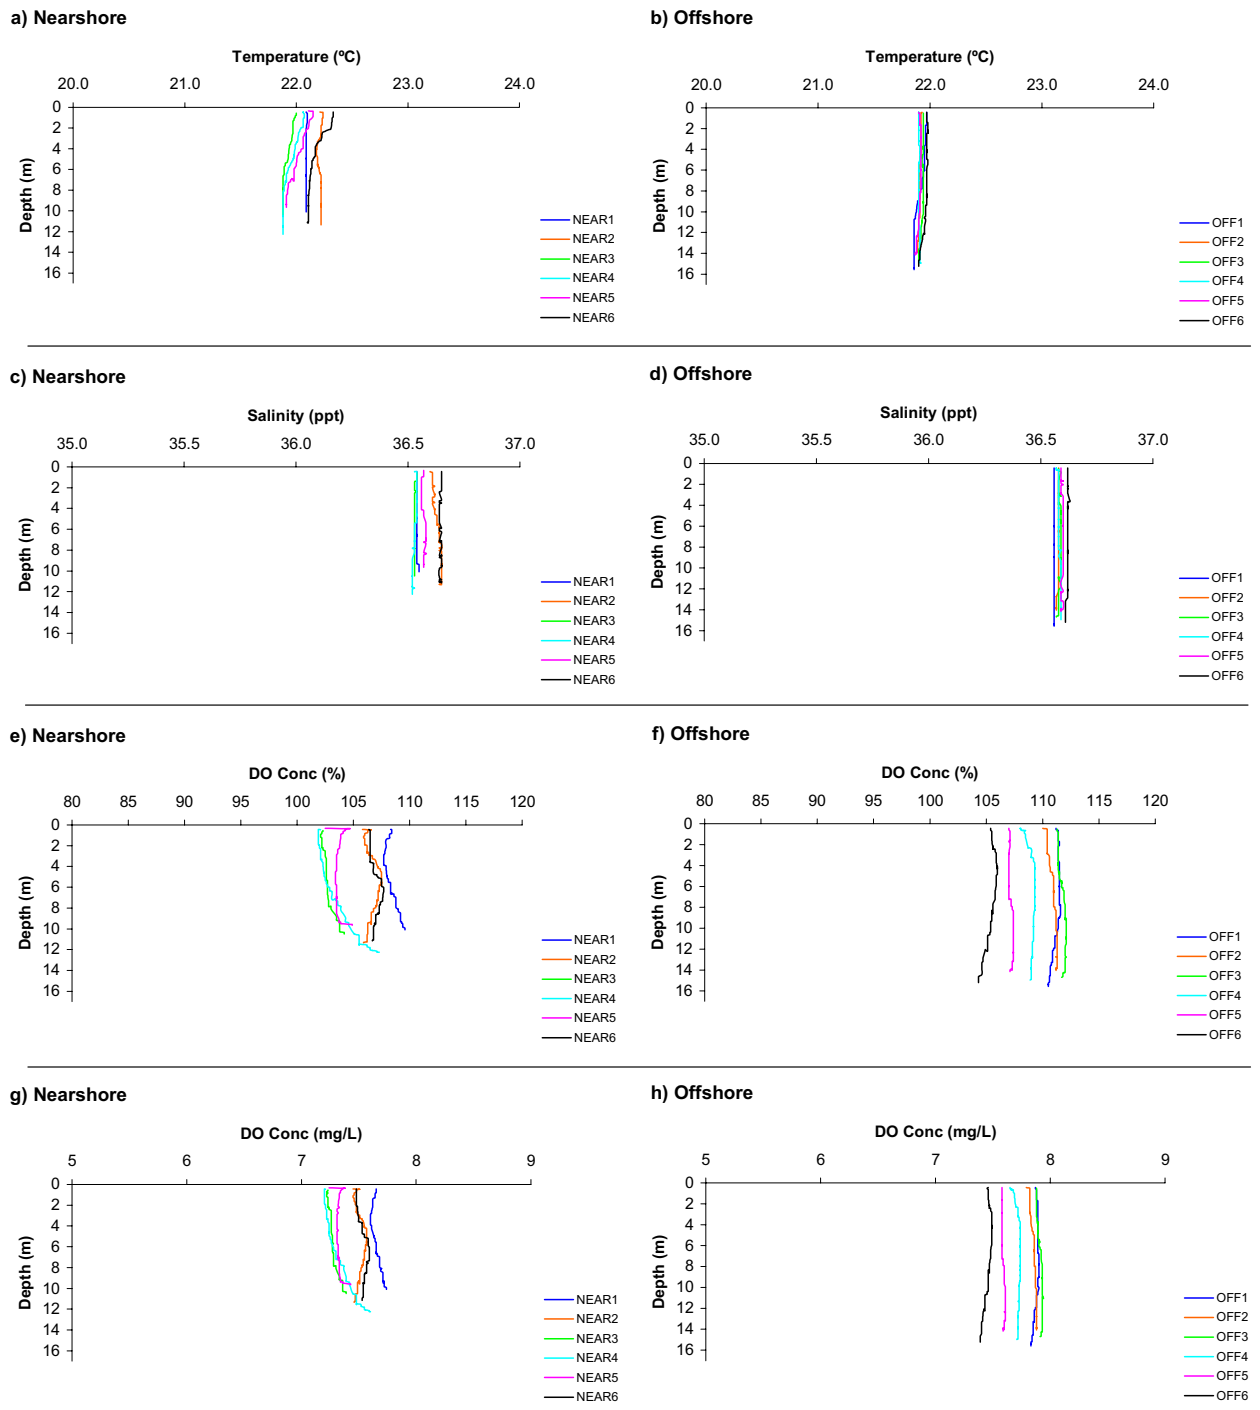 a) Nearshore
Temperature (ºC)
20.0 21.0 22.0 23.0 24.0
Depth (m)
0
2
4
6
8
10
12
14
16
NEAR1
NEAR2
NEAR3
NEAR4
NEAR5
NEAR6
b) Offshore
Temperature (ºC)
20.0 21.0 22.0 23.0 24.0
Depth (m)
0
2
4
6
8
10
12
14
16
OFF1
OFF2
OFF3
OFF4
OFF5
OFF6
c) Nearshore
Salinity (ppt)
35.0 35.5 36.0 36.5 37.0
Depth (m)
0
2
4
6
8
10
12
14
16
NEAR1
NEAR2
NEAR3
NEAR4
NEAR5
NEAR6
d) Offshore
Salinity (ppt)
35.0 35.5 36.0 36.5 37.0
Depth (m)
0
2
4
6
8
10
12
14
16
OFF1
OFF2
OFF3
OFF4
OFF5
OFF6
e) Nearshore
DO Conc (%)
80 85 90 95 100 105 110 115 120
Depth (m)
0
2
4
6
8
10
12
14
16
NEAR1
NEAR2
NEAR3
NEAR4
NEAR5
NEAR6
f) Offshore
DO Conc (%)
80 85 90 95 100 105 110 115 120
Depth (m)
0
2
4
6
8
10
12
14
16
OFF1
OFF2
OFF3
OFF4
OFF5
OFF6
g) Nearshore
DO Conc (mg/L)
5 6 7 8 9
Depth (m)
0
2
4
6
8
10
12
14
16
NEAR1
NEAR2
NEAR3
NEAR4
NEAR5
NEAR6
h) Offshore
DO Conc (mg/L)
5 6 7 8 9
Depth (m)
0
2
4
6
8
10
12
14
16
OFF1
OFF2
OFF3
OFF4
OFF5
OFF6